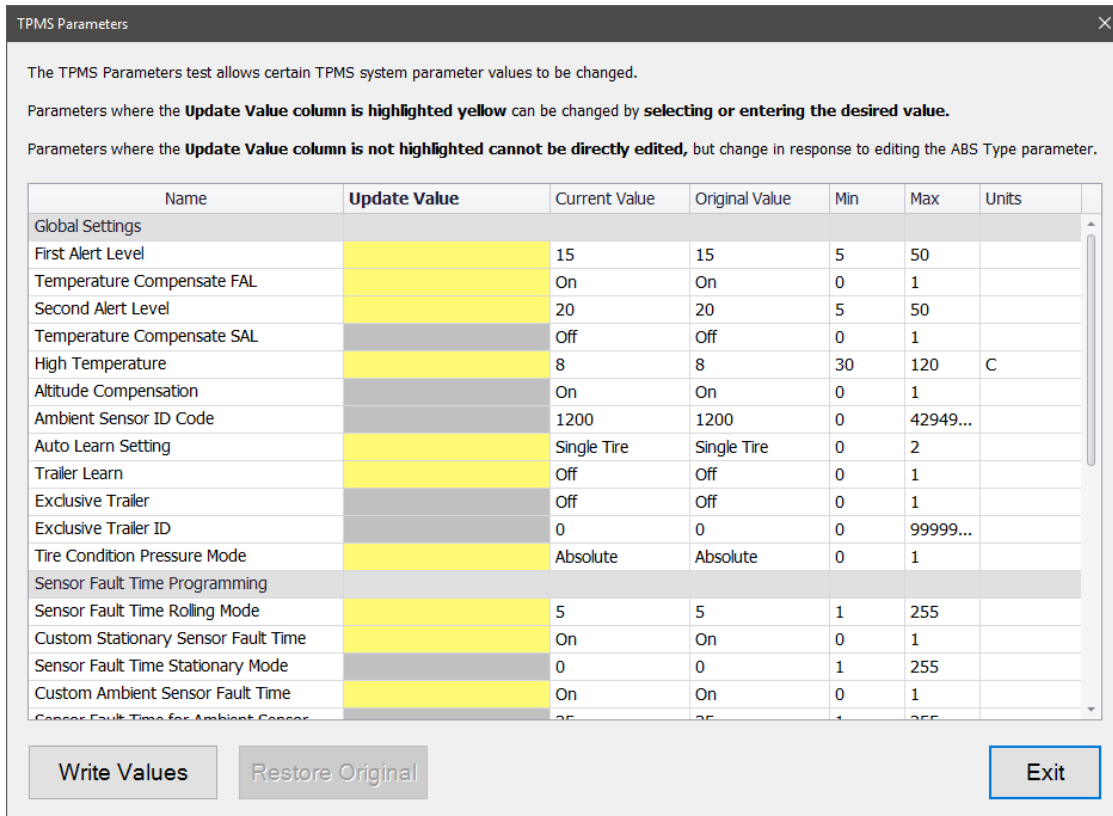 TPMS Parameters
The TPMS Parameters test allows certain TPMS system parameter values to be changed.
Parameters where the Update Value column is highlighted yellow can be changed by selecting or entering the desired value.
Parameters where the Update Value column is not highlighted cannot be directly edited, but change in response to editing the ABS Type parameter.
Name Update Value Current Value Original Value Min Max Units
Global Settings
First Alert Level 15 15 5 50
Temperature Compensate FAL On On 0 1
Second Alert Level 20 20 5 50
Temperature Compensate SAL Off Off 0 1
High Temperature 8 8 30 120 C
Altitude Compensation On On 0 1
Ambient Sensor ID Code 1200 1200 0 42949...
Auto Learn Setting Single Tire Single Tire 0 2
Trailer Learn Off Off 0 1
Exclusive Trailer Off Off 0 1
Exclusive Trailer ID 0 0 0 99999...
Tire Condition Pressure Mode Absolute Absolute 0 1
Sensor Fault Time Programming
Sensor Fault Time Rolling Mode 5 5 1 255
Custom Stationary Sensor Fault Time On On 0 1
Sensor Fault Time Stationary Mode 0 0 1 255
Custom Ambient Sensor Fault Time On On 0 1
Sensor Fault Time for Ambient Sensor 25 25 1 255
Write Values Restore Original Exit